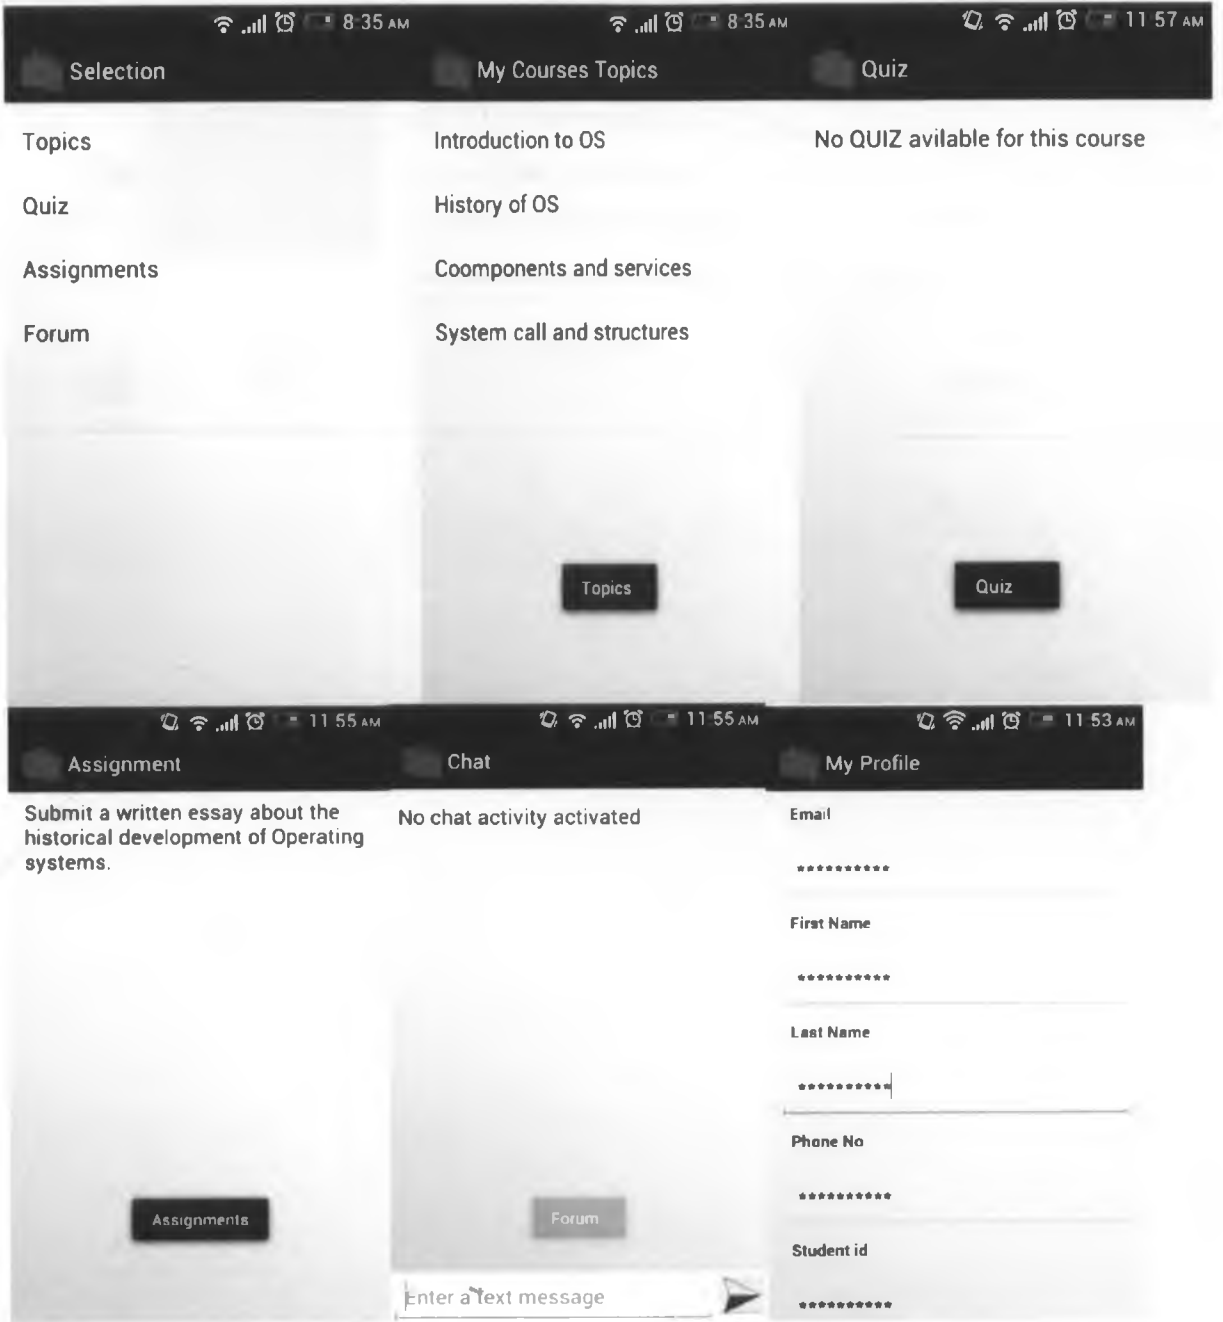 8:35 AM
Selection
Topics
Quiz
Assignments
Forum
8:35 AM
My Courses Topics
Introduction to OS
History of OS
Coomponents and services
System call and structures
Topics
11 57 AM
Quiz
No QUIZ avilable for this course
Quiz
11 55 AM
Assignment
Submit a written essay about the
historical development of Operating
systems.
Assignments
11 55 AM
Chat
No chat activity activated
Forum
Enter a text message
11 53 AM
My Profile
Email
**********
First Name
**********
Last Name
**********
Phone No
**********
Student id
**********